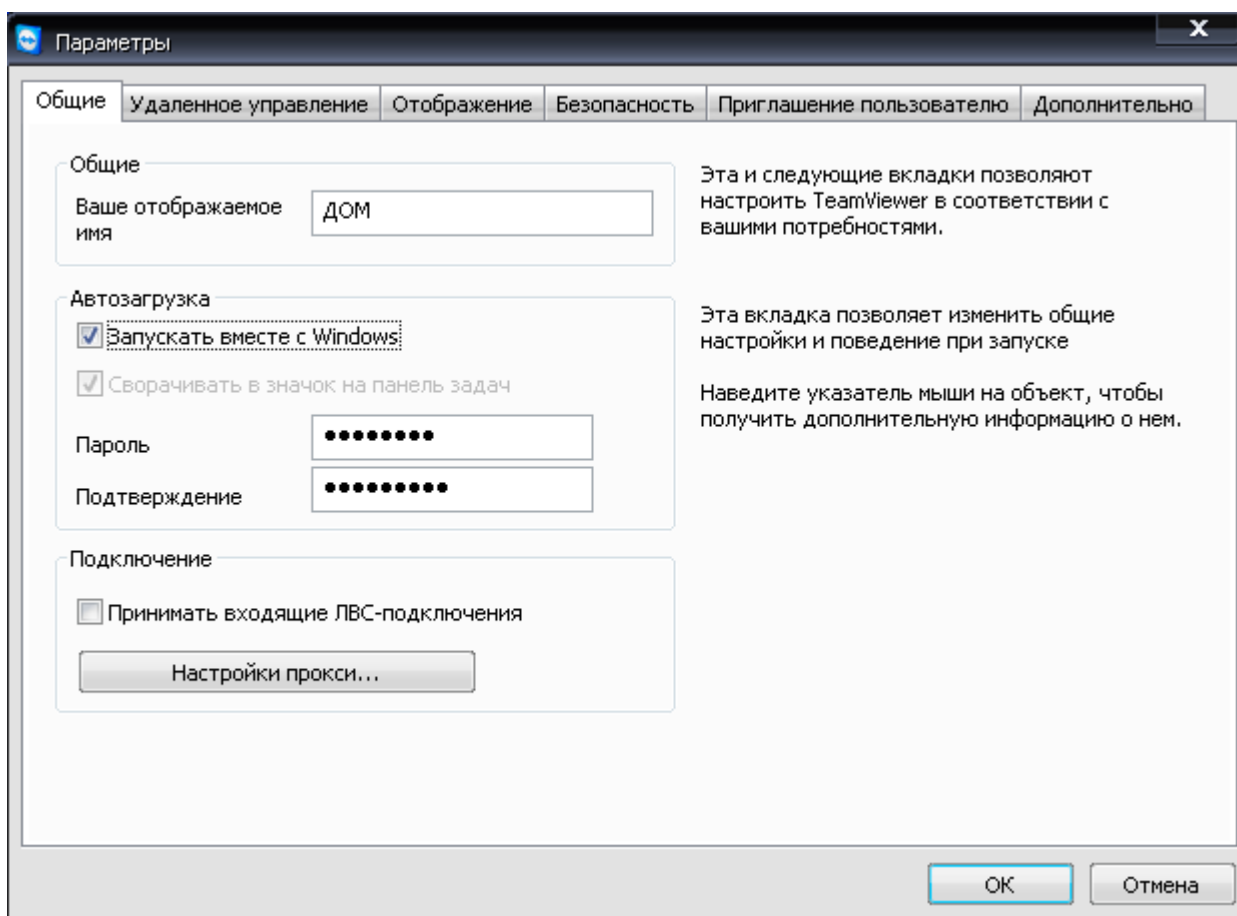 Параметры
Общие
Удаленное управление
Отображение
Безопасность
Приглашение пользователю
Дополнительно
Общие
Ваше отображаемое
имя
ДОМ
Автозагрузка
Запускать вместе с Windows
Сворачивать в значок на панель задач
Пароль
••••••••
Подтверждение
•••••••••
Подключение
Принимать входящие ЛВС-подключения
Настройки прокси...
Эта и следующие вкладки позволяют
настроить TeamViewer в соответствии с
вашими потребностями.
Эта вкладка позволяет изменить общие
настройки и поведение при запуске
Наведите указатель мыши на объект, чтобы
получить дополнительную информацию о нем.
OK
Отмена